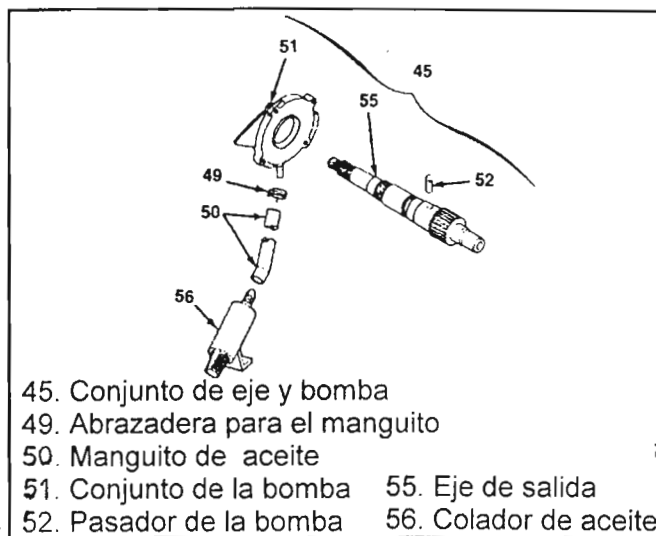 51
45
55
52
49
50
56
45. Conjunto de eje y bomba
49. Abrazadera para el manguito
50. Manguito de aceite
51. Conjunto de la bomba 55. Eje de salida
52. Pasador de la bomba 56. Colador de aceite